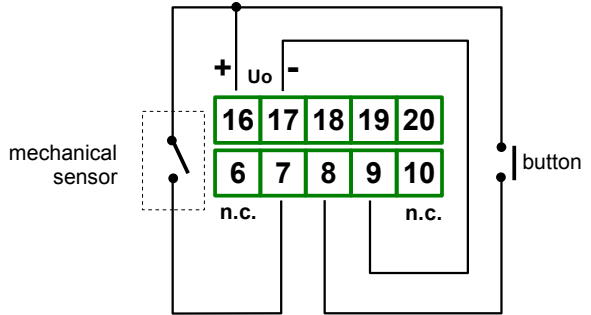 + Uo -
16 17 18 19 20
mechanical
sensor
6 7 8 9 10
button
n.c. n.c.